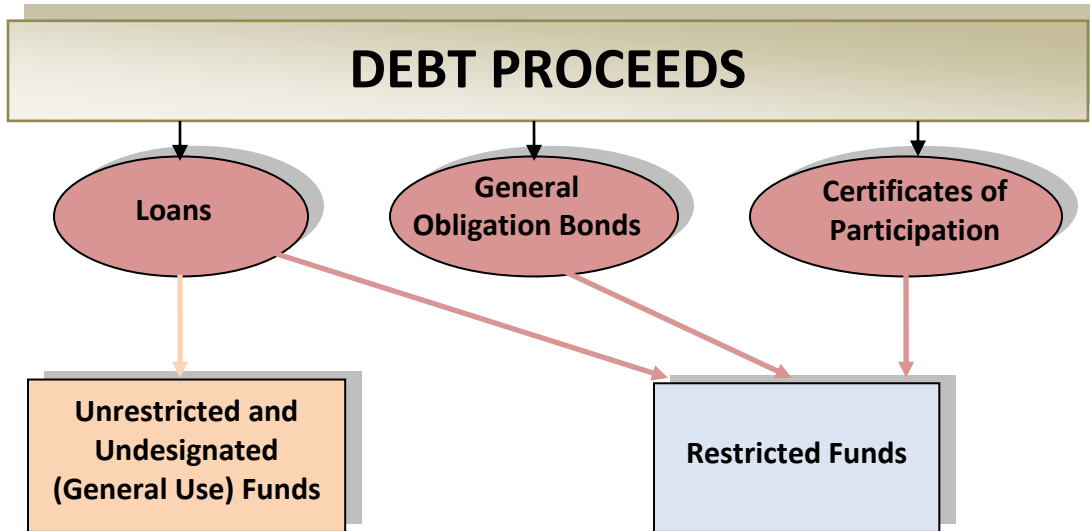 DEBT PROCEEDS
Loans
General
Obligation Bonds
Certificates of
Participation
Unrestricted and
Undesignated
(General Use) Funds
Restricted Funds